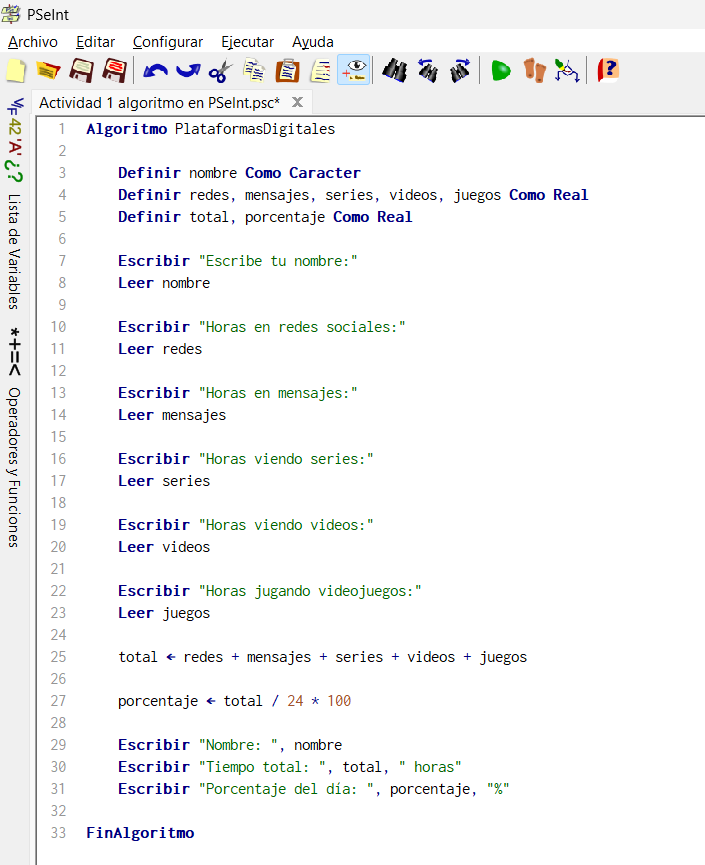 PSeInt
Archivo Editar Configurar Ejecutar Ayuda
Actividad 1 algoritmo en PSeInt.psc* X
Lista de Variables
*+=<
Operadores y Funciones
1 Algoritmo PlataformasDigitales
2
3 Definir nombre Como Caracter
4 Definir redes, mensajes, series, videos, juegos Como Real
5 Definir total, porcentaje Como Real
6
7 Escribir "Escribe tu nombre:"
8 Leer nombre
9
10 Escribir "Horas en redes sociales:"
11 Leer redes
12
13 Escribir "Horas en mensajes:"
14 Leer mensajes
15
16 Escribir "Horas viendo series:"
17 Leer series
18
19 Escribir "Horas viendo videos:"
20 Leer videos
21
22 Escribir "Horas jugando videojuegos:"
23 Leer juegos
24
25 total ← redes + mensajes + series + videos + juegos
26
27 porcentaje ← total / 24 * 100
28
29 Escribir "Nombre: ", nombre
30 Escribir "Tiempo total: ", total, " horas"
31 Escribir "Porcentaje del día: ", porcentaje, "%"
32
33 FinAlgoritmo